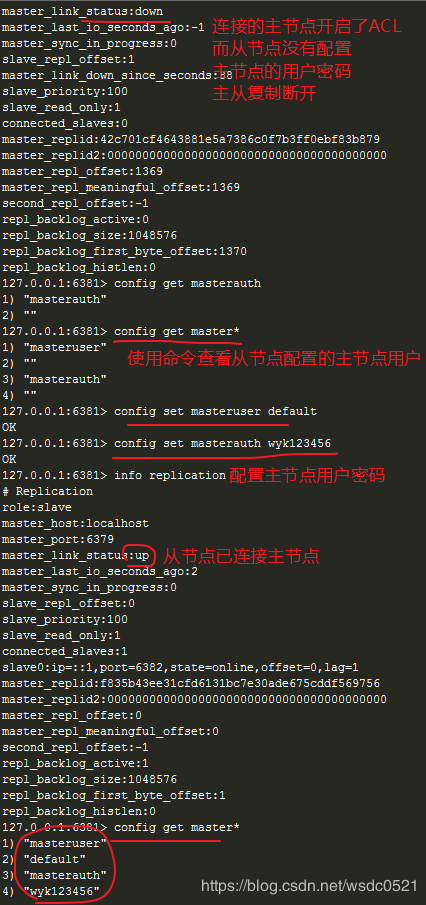 master_link_status:down
master_last_io_seconds_ago:-1
连接的主节点开启了ACL
master_sync_in_progress:0
而从节点没有配置
slave_repl_offset:1
主节点的用户密码
master_link_down_since_seconds:38
主从复制断开
slave_priority:100
slave_read_only:1
connected_slaves:0
master_replid:42c701cf4643881e5a7386c0f7b3ff0ebf83b879
master_replid2:0000000000000000000000000000000000000000
master_repl_offset:1369
master_repl_meaningful_offset:1369
second_repl_offset:-1
repl_backlog_active:0
repl_backlog_size:1048576
repl_backlog_first_byte_offset:1370
repl_backlog_histlen:0
127.0.0.1:6381> config get masterauth
1) "masterauth"
2) ""
127.0.0.1:6381> config get master*
1) "masteruser"
2) ""
使用命令查看从节点配置的主节点用户
3) "masterauth"
4) ""
127.0.0.1:6381> config set masteruser default
OK
127.0.0.1:6381> config set masterauth wyk123456
OK
127.0.0.1:6381> info replication
配置主节点用户密码
# Replication
role:slave
master_host:localhost
master_port:6379
master_link_status:up
从节点已连接主节点
master_last_io_seconds_ago:2
master_sync_in_progress:0
slave_repl_offset:0
slave_priority:100
slave_read_only:1
connected_slaves:1
slave0:ip=::1,port=6382,state=online,offset=0,lag=1
master_replid:f835b43ee31cfd6131bc7e30ade675cddf569756
master_replid2:0000000000000000000000000000000000000000
master_repl_offset:0
master_repl_meaningful_offset:0
second_repl_offset:-1
repl_backlog_active:1
repl_backlog_size:1048576
repl_backlog_first_byte_offset:1
repl_backlog_histlen:0
127.0.0.1:6381> config get master*
1) "masteruser"
2) "default"
3) "masterauth"
4) "wyk123456"
https://blog.csdn.net/wsdc0521